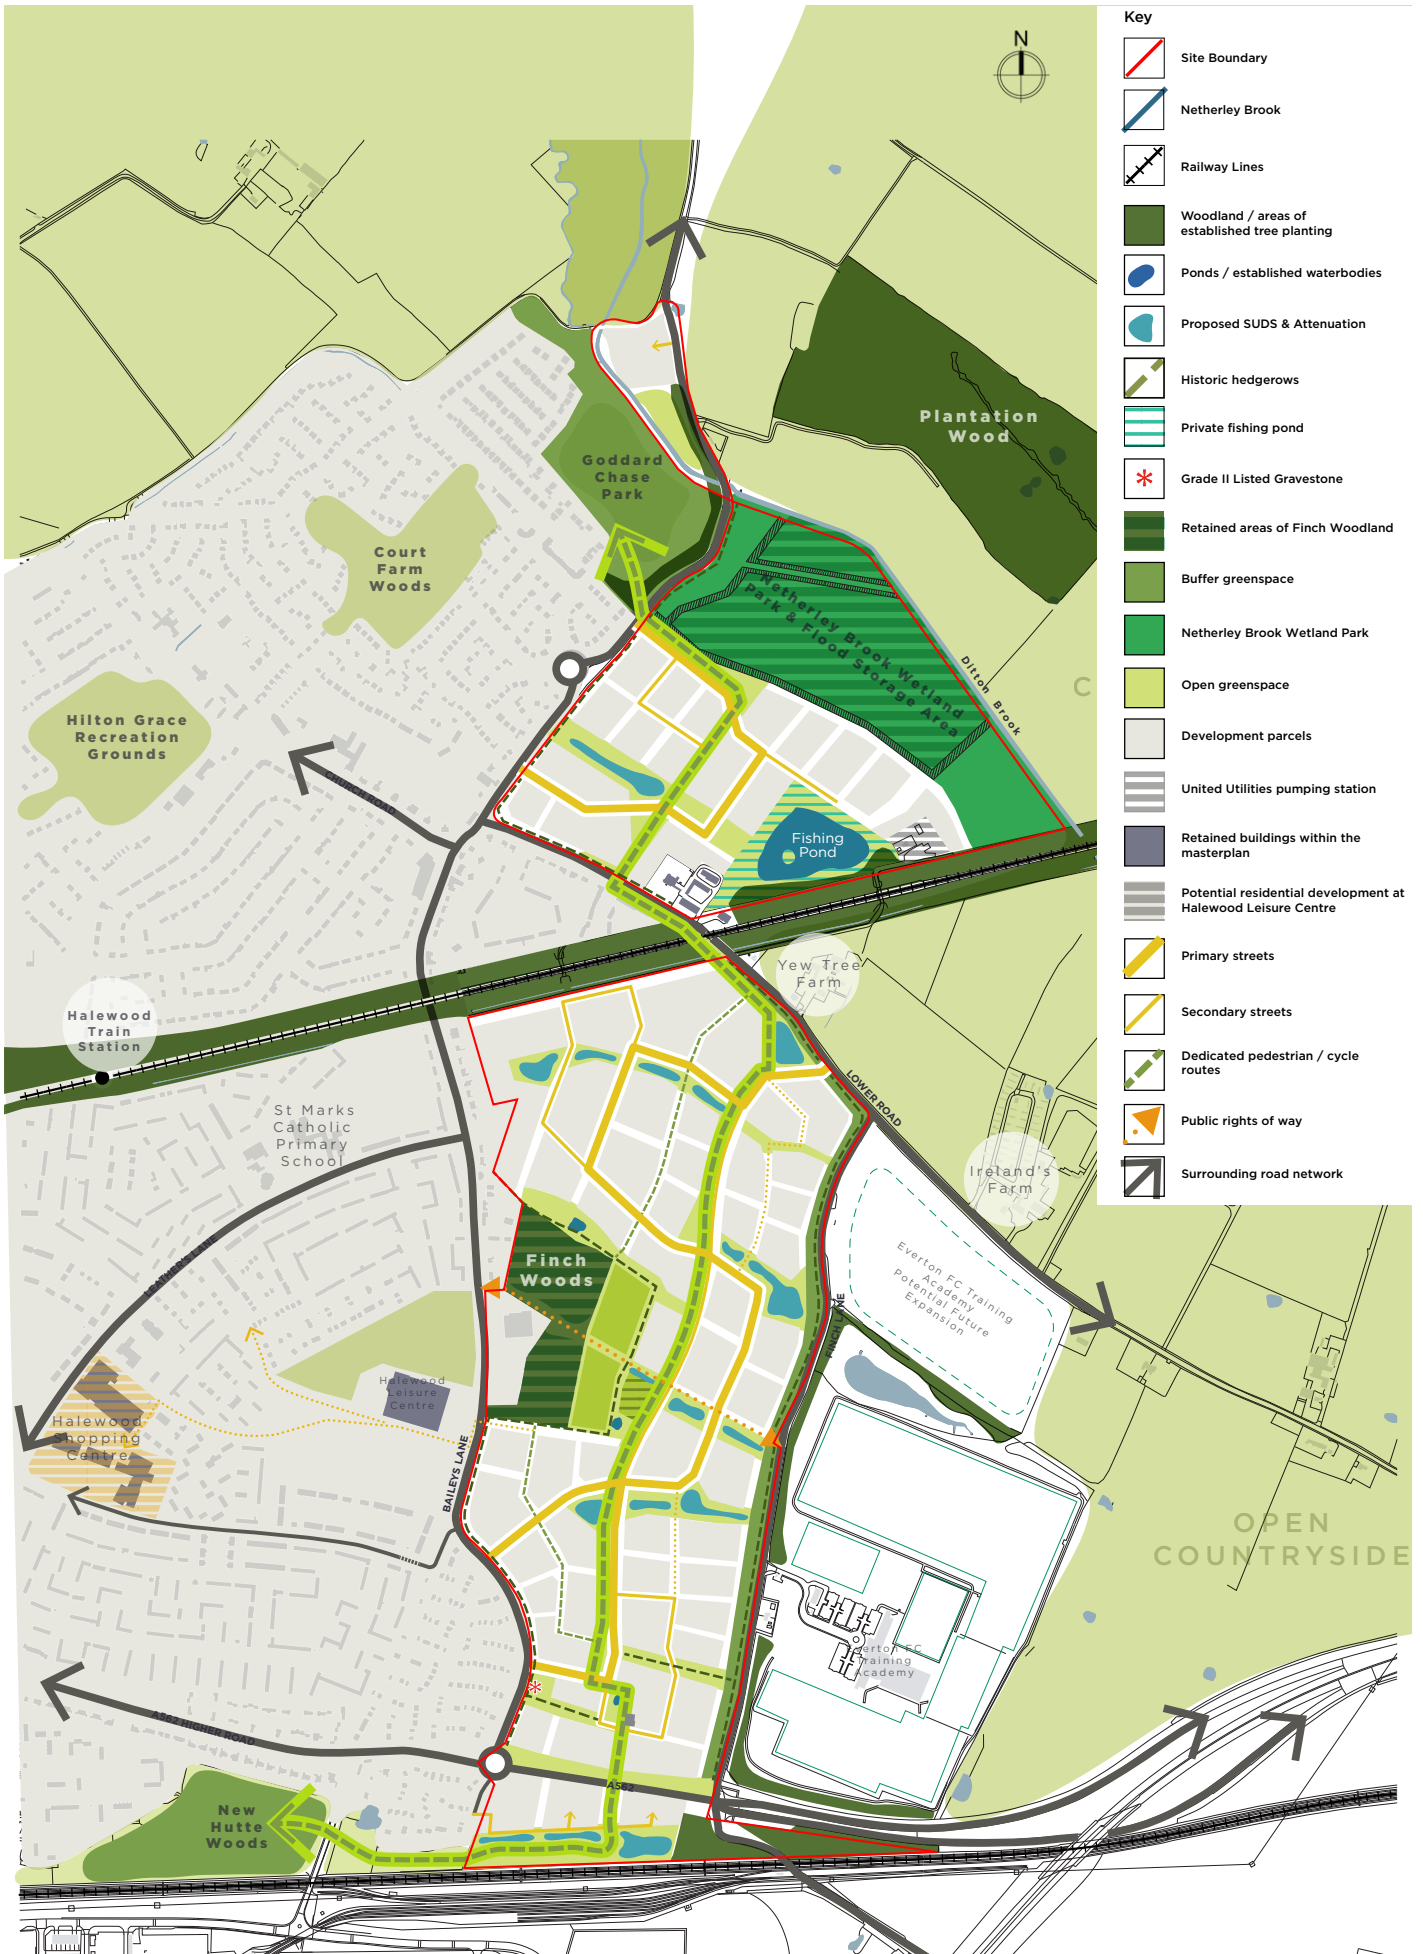 Key
N
Site Boundary
Netherley Brook
Railway Lines
Woodland / areas of
established tree planting
Ponds / established waterbodies
Proposed SUDS & Attenuation
Historic hedgerows
Private fishing pond
Grade II Listed Gravestone
Retained areas of Finch Woodland
Buffer greenspace
Netherley Brook Wetland Park
Open greenspace
Development parcels
United Utilities pumping station
Retained buildings within the
masterplan
Potential residential development at
Halewood Leisure Centre
Primary streets
Secondary streets
Dedicated pedestrian / cycle
routes
Public rights of way
Surrounding road network
Plantation
Wood
Goddard
Chase
Park
Court
Farm
Woods
Netherley Brook Wetland
Park & Flood Storage Area
Ditton Brook
C
Hilton Grace
Recreation
Grounds
CHURCH ROAD
Fishing
Pond
Yew Tree
Farm
Halewood
Train
Station
LOWER ROAD
St Marks
Catholic
Primary
School
Ireland's
Farm
LEATHER'S LANE
Finch
Woods
Everton FC Training
Academy
Potential Future
Expansion
FINCH LANE
Halewood
Leisure
Centre
Halewood
Shopping
Centre
BAILEYS LANE
OPEN
COUNTRYSIDE
Everton FC
Training
Academy
A562 HIGHER ROAD
A562
New
Hutte
Woods